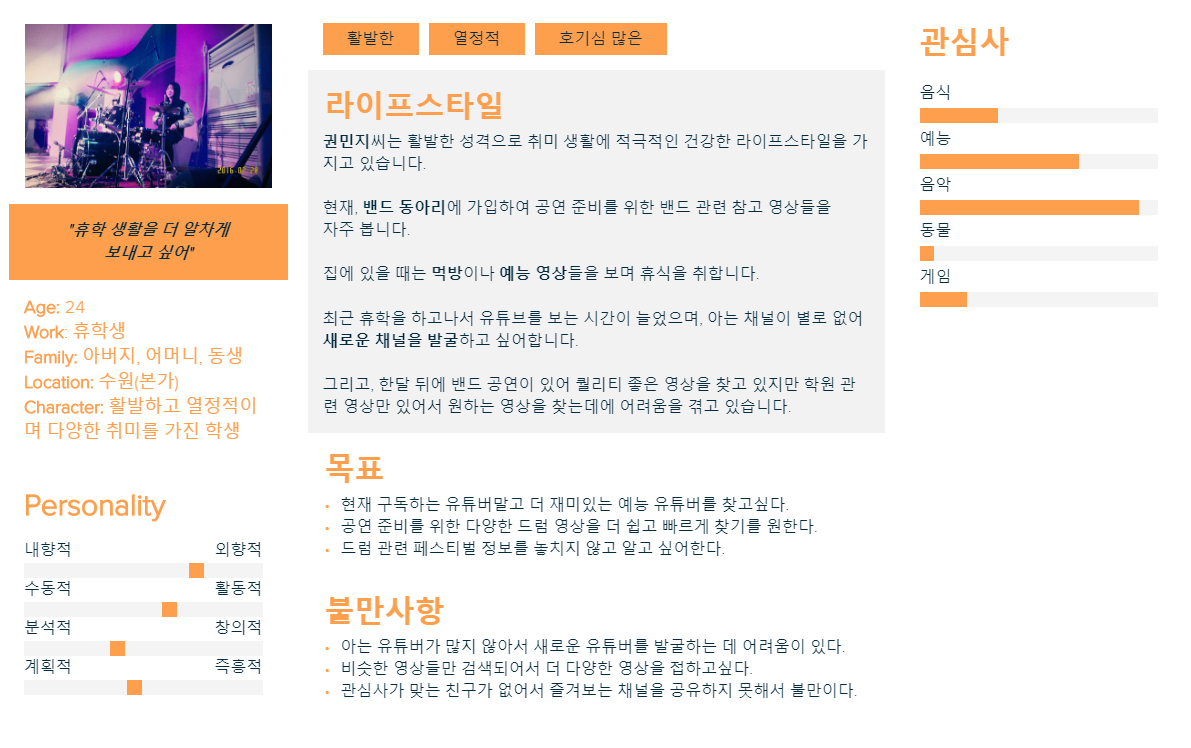 "휴학 생활을 더 알차게
보내고 싶어"
Age: 24
Work: 휴학생
Family: 아버지, 어머니, 동생
Location: 수원(본가)
Character: 활발하고 열정적이
며 다양한 취미를 가진 학생
Personality
내향적 외향적
수동적 활동적
분석적 창의적
계획적 즉흥적
활발한 열정적 호기심 많은
라이프스타일
권민지씨는 활발한 성격으로 취미 생활에 적극적인 건강한 라이프스타일을 가
지고 있습니다.
현재, 밴드 동아리에 가입하여 공연 준비를 위한 밴드 관련 참고 영상들을
자주 봅니다.
집에 있을 때는 먹방이나 예능 영상들을 보며 휴식을 취합니다.
최근 휴학을 하고나서 유튜브를 보는 시간이 늘었으며, 아는 채널이 별로 없어
새로운 채널을 발굴하고 싶어합니다.
그리고, 한달 뒤에 밴드 공연이 있어 퀄리티 좋은 영상을 찾고 있지만 학원 관
련 영상만 있어서 원하는 영상을 찾는데에 어려움을 겪고 있습니다.
목표
• 현재 구독하는 유튜버말고 더 재미있는 예능 유튜버를 찾고싶다.
• 공연 준비를 위한 다양한 드럼 영상을 더 쉽고 빠르게 찾기를 원한다.
• 드럼 관련 페스티벌 정보를 놓치지 않고 알고 싶어한다.
불만사항
• 아는 유튜버가 많지 않아서 새로운 유튜버를 발굴하는 데 어려움이 있다.
• 비슷한 영상들만 검색되어서 더 다양한 영상을 접하고싶다.
• 관심사가 맞는 친구가 없어서 즐겨보는 채널을 공유하지 못해서 불만이다.
관심사
음식
예능
음악
동물
게임